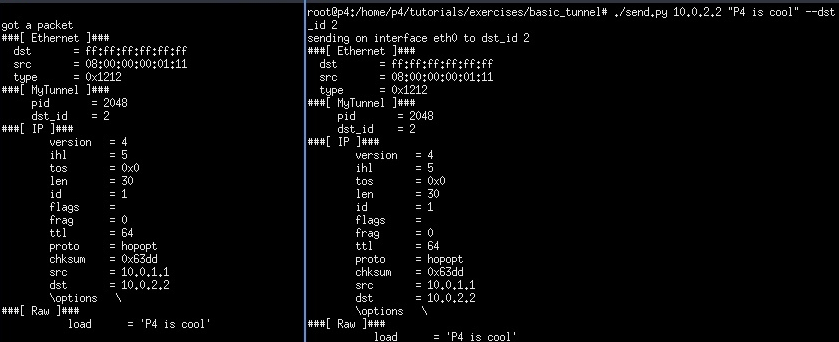 got a packet
###[ Ethernet ]###
  dst       = ff:ff:ff:ff:ff:ff
  src       = 08:00:00:00:01:11
  type      = 0x1212
###[ MyTunnel ]###
     pid       = 2048
     dst_id    = 2
###[ IP ]###
        version   = 4
        ihl       = 5
        tos       = 0x0
        len       = 30
        id        = 1
        flags     =
        frag      = 0
        ttl       = 64
        proto     = hopopt
        chksum    = 0x63dd
        src       = 10.0.1.1
        dst       = 10.0.2.2
        \options   \
###[ Raw ]###
           load      = 'P4 is cool'
root@p4:/home/p4/tutorials/exercises/basic_tunnel# ./send.py 10.0.2.2 "P4 is cool" --dst
_id 2
sending on interface eth0 to dst_id 2
###[ Ethernet ]###
  dst       = ff:ff:ff:ff:ff:ff
  src       = 08:00:00:00:01:11
  type      = 0x1212
###[ MyTunnel ]###
     pid       = 2048
     dst_id    = 2
###[ IP ]###
        version   = 4
        ihl       = 5
        tos       = 0x0
        len       = 30
        id        = 1
        flags     =
        frag      = 0
        ttl       = 64
        proto     = hopopt
        chksum    = 0x63dd
        src       = 10.0.1.1
        dst       = 10.0.2.2
        \options   \
###[ Raw ]###
           load      = 'P4 is cool'